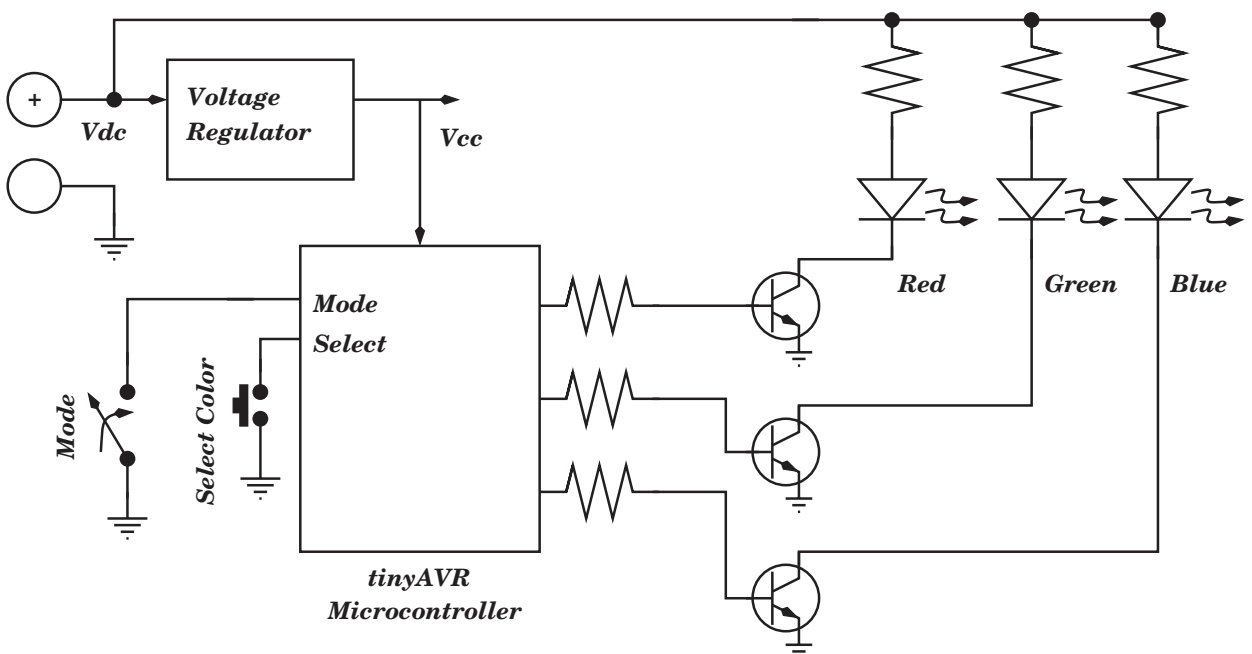 +
Vdc
Voltage
Regulator
Vcc
Red
Green
Blue
Mode
Select
Mode
Select Color
tinyAVR
Microcontroller